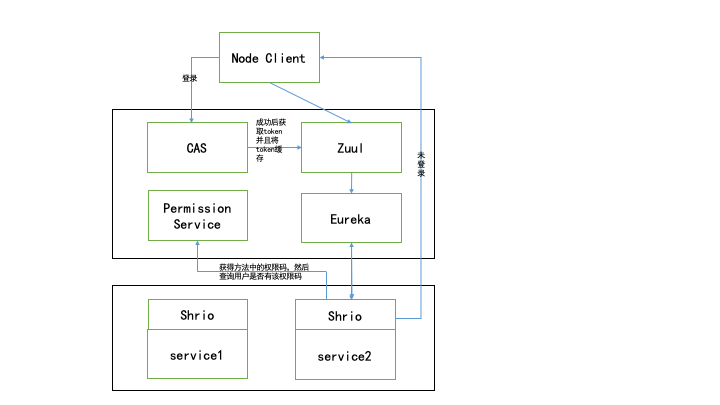 Node Client
登录
成功后获
取token
并且将
token缓
存
CAS
Zuul
未
登
录
Permission
Service
Eureka
获得方法中的权限码，然后
查询用户是否有该权限码
Shrio
Shrio
service1
service2